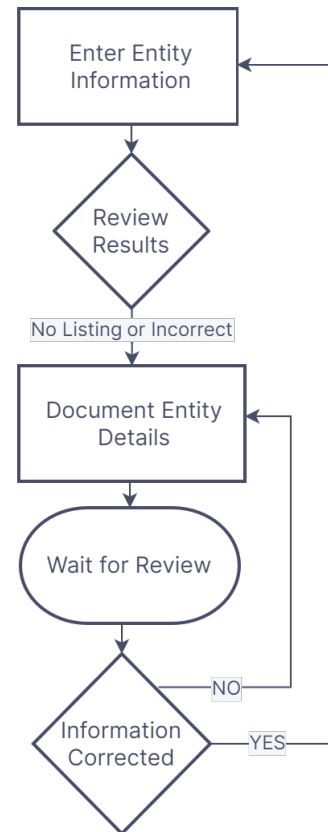 Enter Entity
Information
Review
Results
No Listing or Incorrect
Document Entity
Details
Wait for Review
NO
Information
Corrected
YES